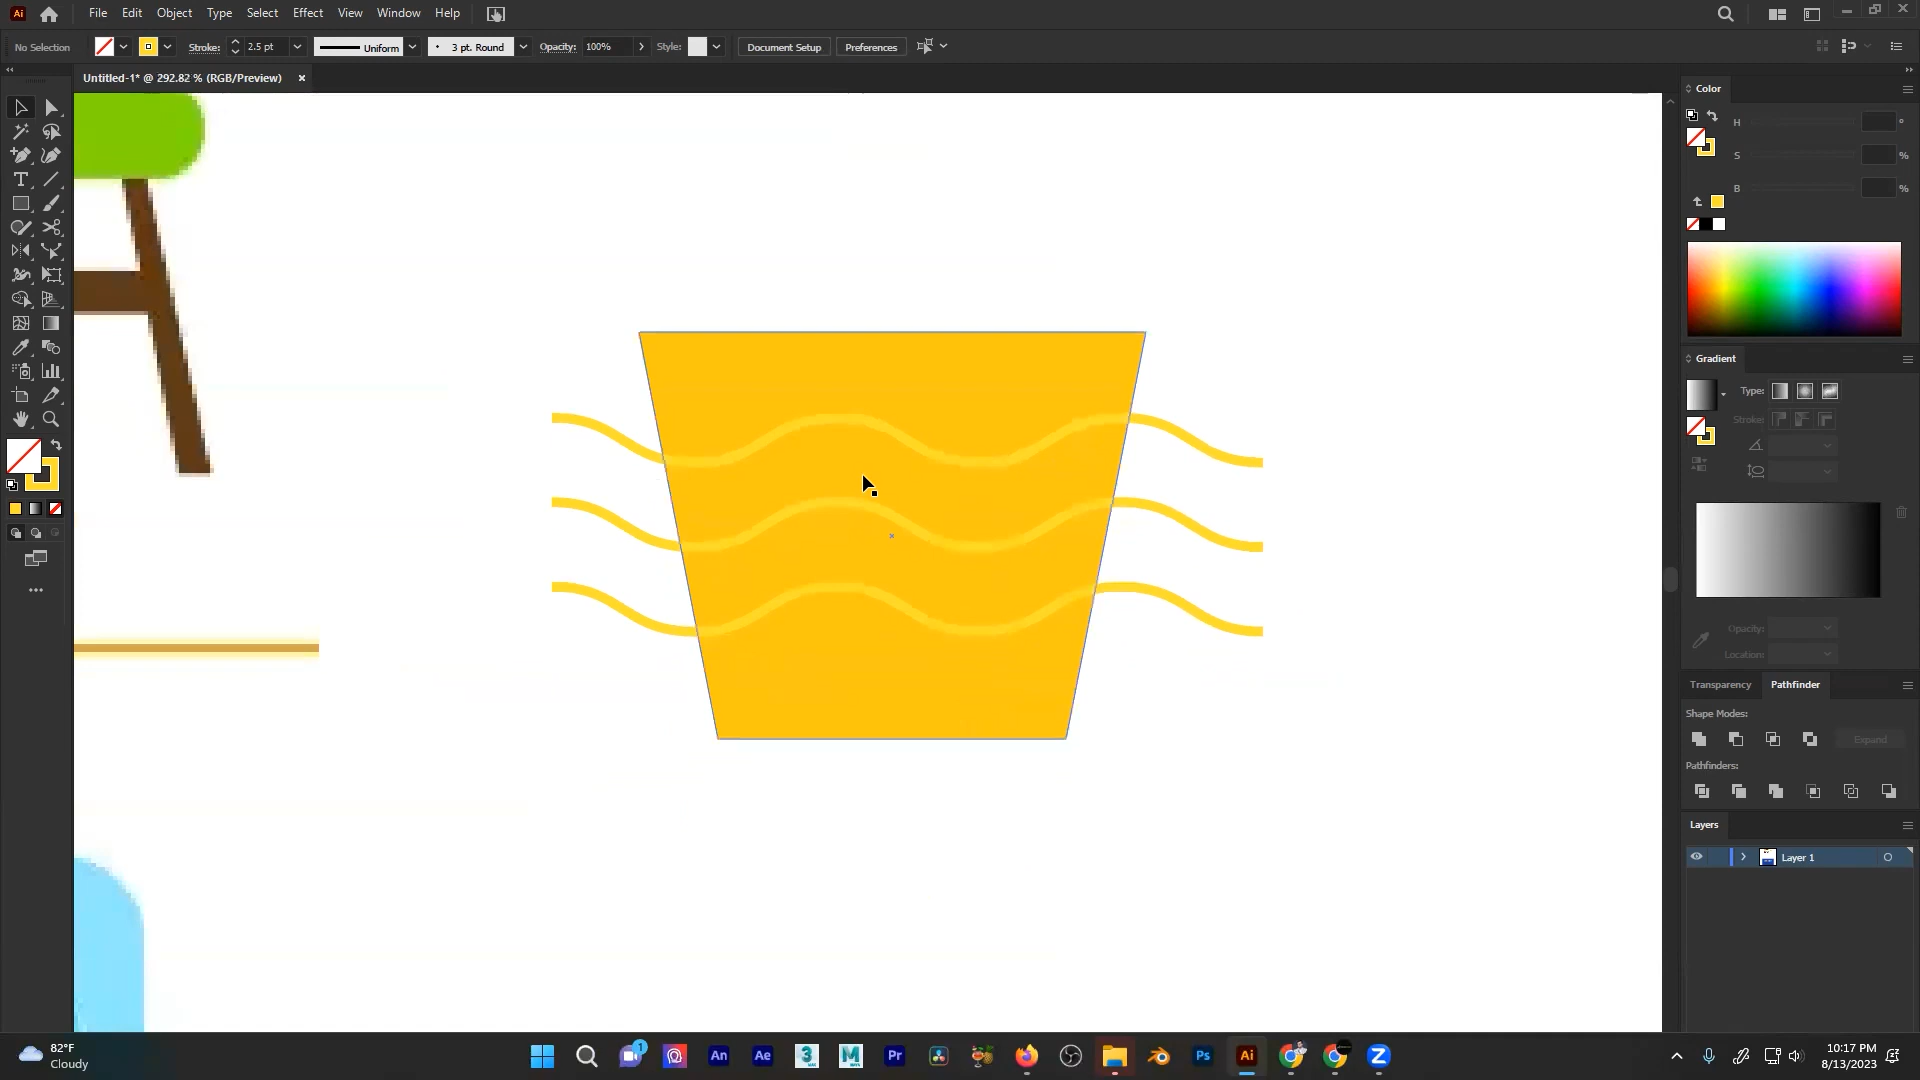 Ai File Edit Object Type Select Effect View Window Help
No Selection Stroke: 2.5 pt Uniform 3 pt. Round Opacity: 100% Style: Document Setup Preferences
Untitled-1* @ 292.82 % (RGB/Preview) ×
Color
H °
S %
B %
Gradient
Type:
Stroke:
Opacity:
Location:
Transparency Pathfinder
Shape Modes:
Expand
Pathfinders:
Layers
Layer 1
82°F
Cloudy
1 An Ae 3 M Pr Ps Ai Z
10:17 PM
8/13/2023